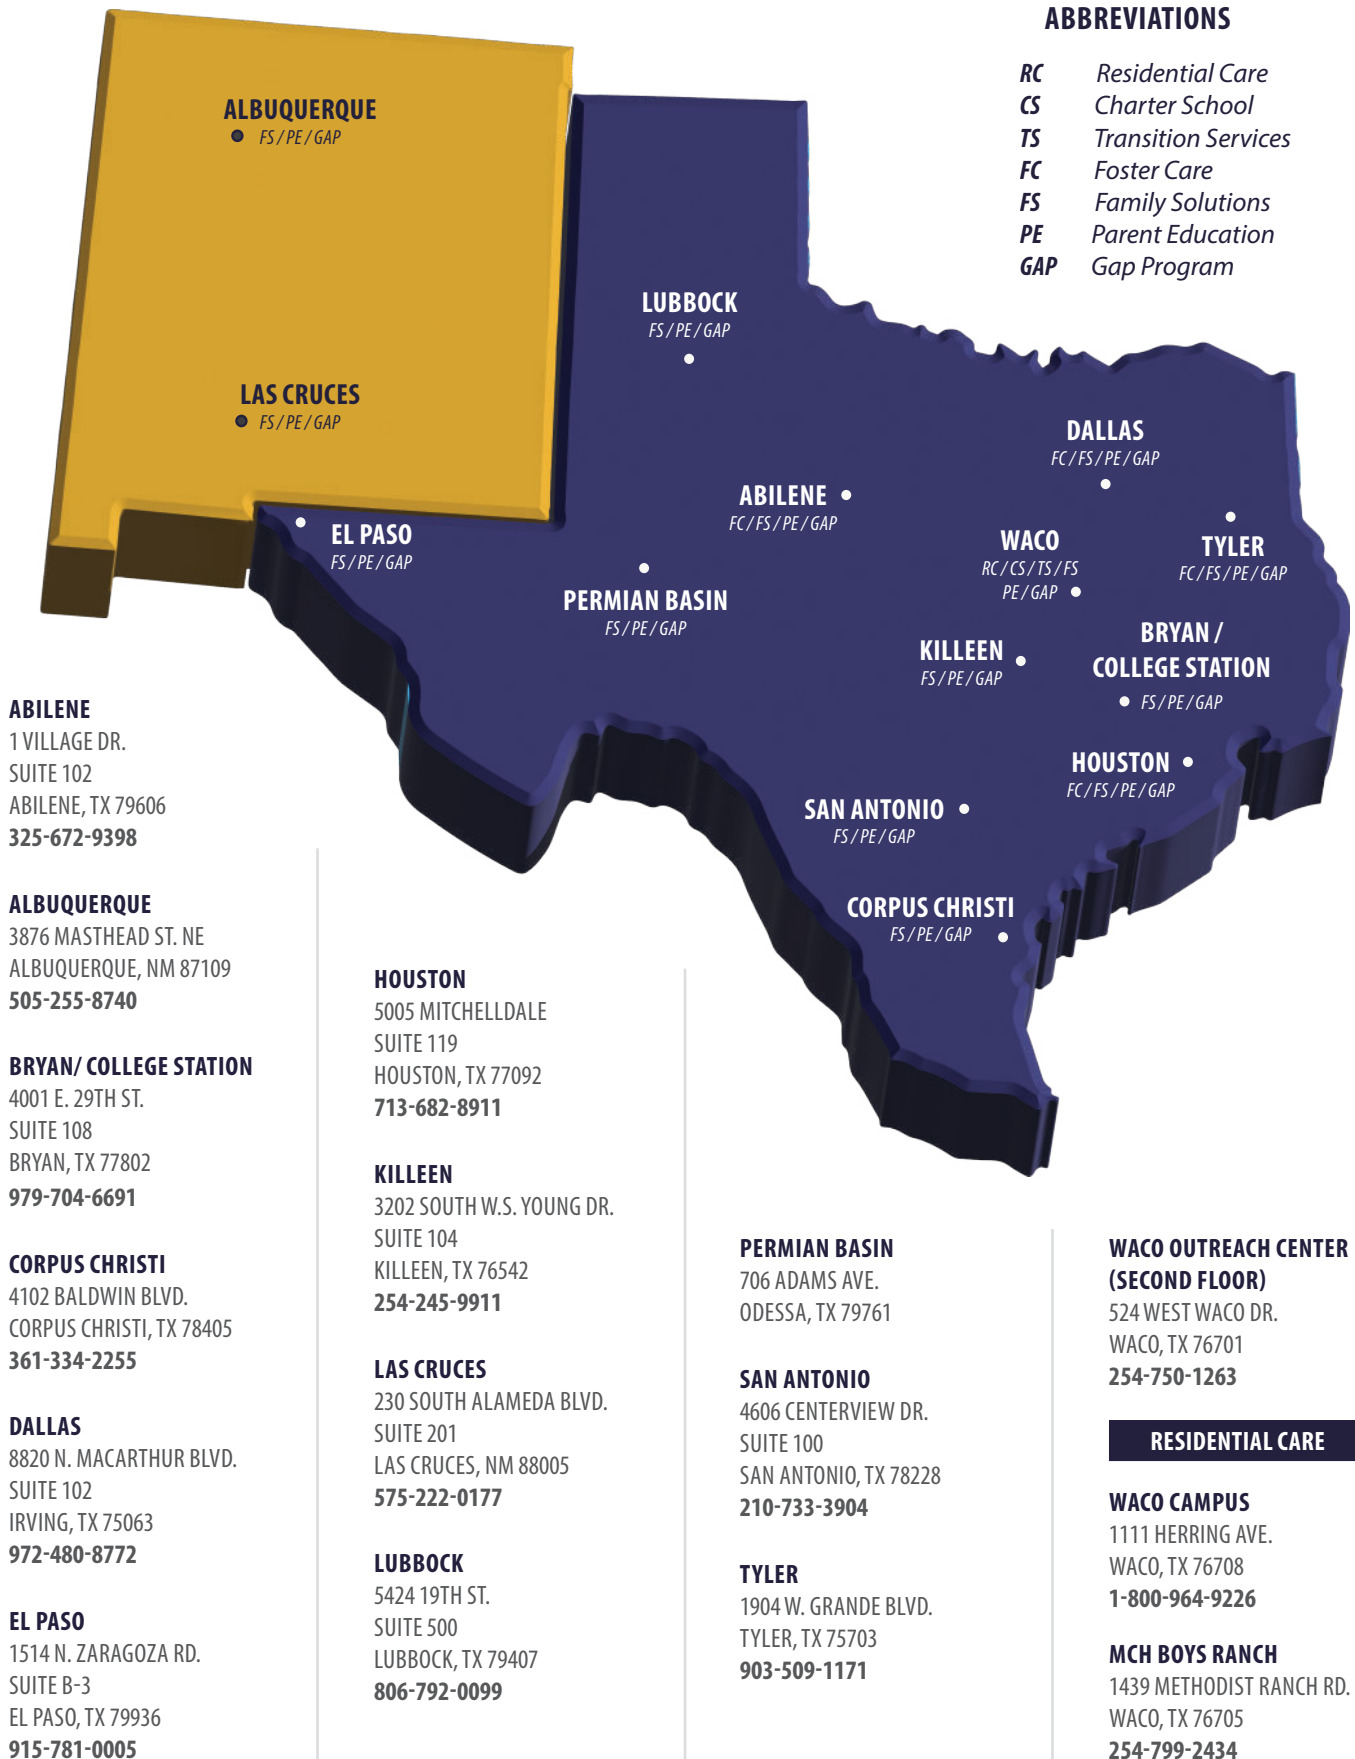 ABBREVIATIONS
RC Residential Care
CS Charter School
TS Transition Services
FC Foster Care
FS Family Solutions
PE Parent Education
GAP Gap Program
ALBUQUERQUE
FS / PE / GAP
LAS CRUCES
FS / PE / GAP
LUBBOCK
FS / PE / GAP
DALLAS
FC / FS / PE / GAP
ABILENE
FC / FS / PE / GAP
EL PASO
FS / PE / GAP
PERMIAN BASIN
FS / PE / GAP
WACO
RC / CS / TS / FS
PE / GAP
TYLER
FC / FS / PE / GAP
KILLEEN
FS / PE / GAP
BRYAN /
COLLEGE STATION
FS / PE / GAP
HOUSTON
FC / FS / PE / GAP
SAN ANTONIO
FS / PE / GAP
CORPUS CHRISTI
FS / PE / GAP
ABILENE
1 VILLAGE DR.
SUITE 102
ABILENE, TX 79606
325-672-9398
ALBUQUERQUE
3876 MASTHEAD ST. NE
ALBUQUERQUE, NM 87109
505-255-8740
BRYAN/ COLLEGE STATION
4001 E. 29TH ST.
SUITE 108
BRYAN, TX 77802
979-704-6691
CORPUS CHRISTI
4102 BALDWIN BLVD.
CORPUS CHRISTI, TX 78405
361-334-2255
DALLAS
8820 N. MACARTHUR BLVD.
SUITE 102
IRVING, TX 75063
972-480-8772
EL PASO
1514 N. ZARAGOZA RD.
SUITE B-3
EL PASO, TX 79936
915-781-0005
HOUSTON
5005 MITCHELLDALE
SUITE 119
HOUSTON, TX 77092
713-682-8911
KILLEEN
3202 SOUTH W.S. YOUNG DR.
SUITE 104
KILLEEN, TX 76542
254-245-9911
LAS CRUCES
230 SOUTH ALAMEDA BLVD.
SUITE 201
LAS CRUCES, NM 88005
575-222-0177
LUBBOCK
5424 19TH ST.
SUITE 500
LUBBOCK, TX 79407
806-792-0099
PERMIAN BASIN
706 ADAMS AVE.
ODESSA, TX 79761
SAN ANTONIO
4606 CENTERVIEW DR.
SUITE 100
SAN ANTONIO, TX 78228
210-733-3904
TYLER
1904 W. GRANDE BLVD.
TYLER, TX 75703
903-509-1171
WACO OUTREACH CENTER
(SECOND FLOOR)
524 WEST WACO DR.
WACO, TX 76701
254-750-1263
RESIDENTIAL CARE
WACO CAMPUS
1111 HERRING AVE.
WACO, TX 76708
1-800-964-9226
MCH BOYS RANCH
1439 METHODIST RANCH RD.
WACO, TX 76705
254-799-2434